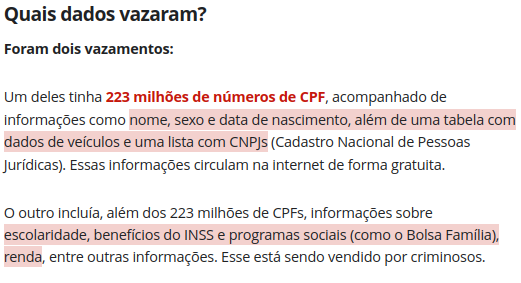 Quais dados vazaram?
Foram dois vazamentos:
Um deles tinha 223 milhões de números de CPF, acompanhado de
informações como nome, sexo e data de nascimento, além de uma tabela com
dados de veículos e uma lista com CNPJs (Cadastro Nacional de Pessoas
Jurídicas). Essas informações circulam na internet de forma gratuita.
O outro incluía, além dos 223 milhões de CPFs, informações sobre
escolaridade, benefícios do INSS e programas sociais (como o Bolsa Família),
renda, entre outras informações. Esse está sendo vendido por criminosos.